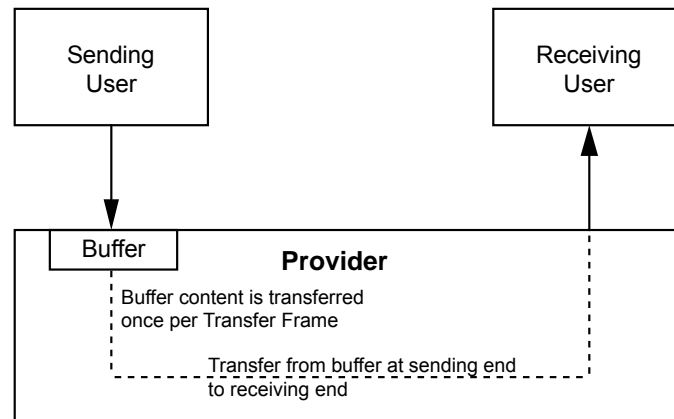 Sending
User
Receiving
User
Buffer
Provider
Buffer content is transferred
once per Transfer Frame
Transfer from buffer at sending end
to receiving end